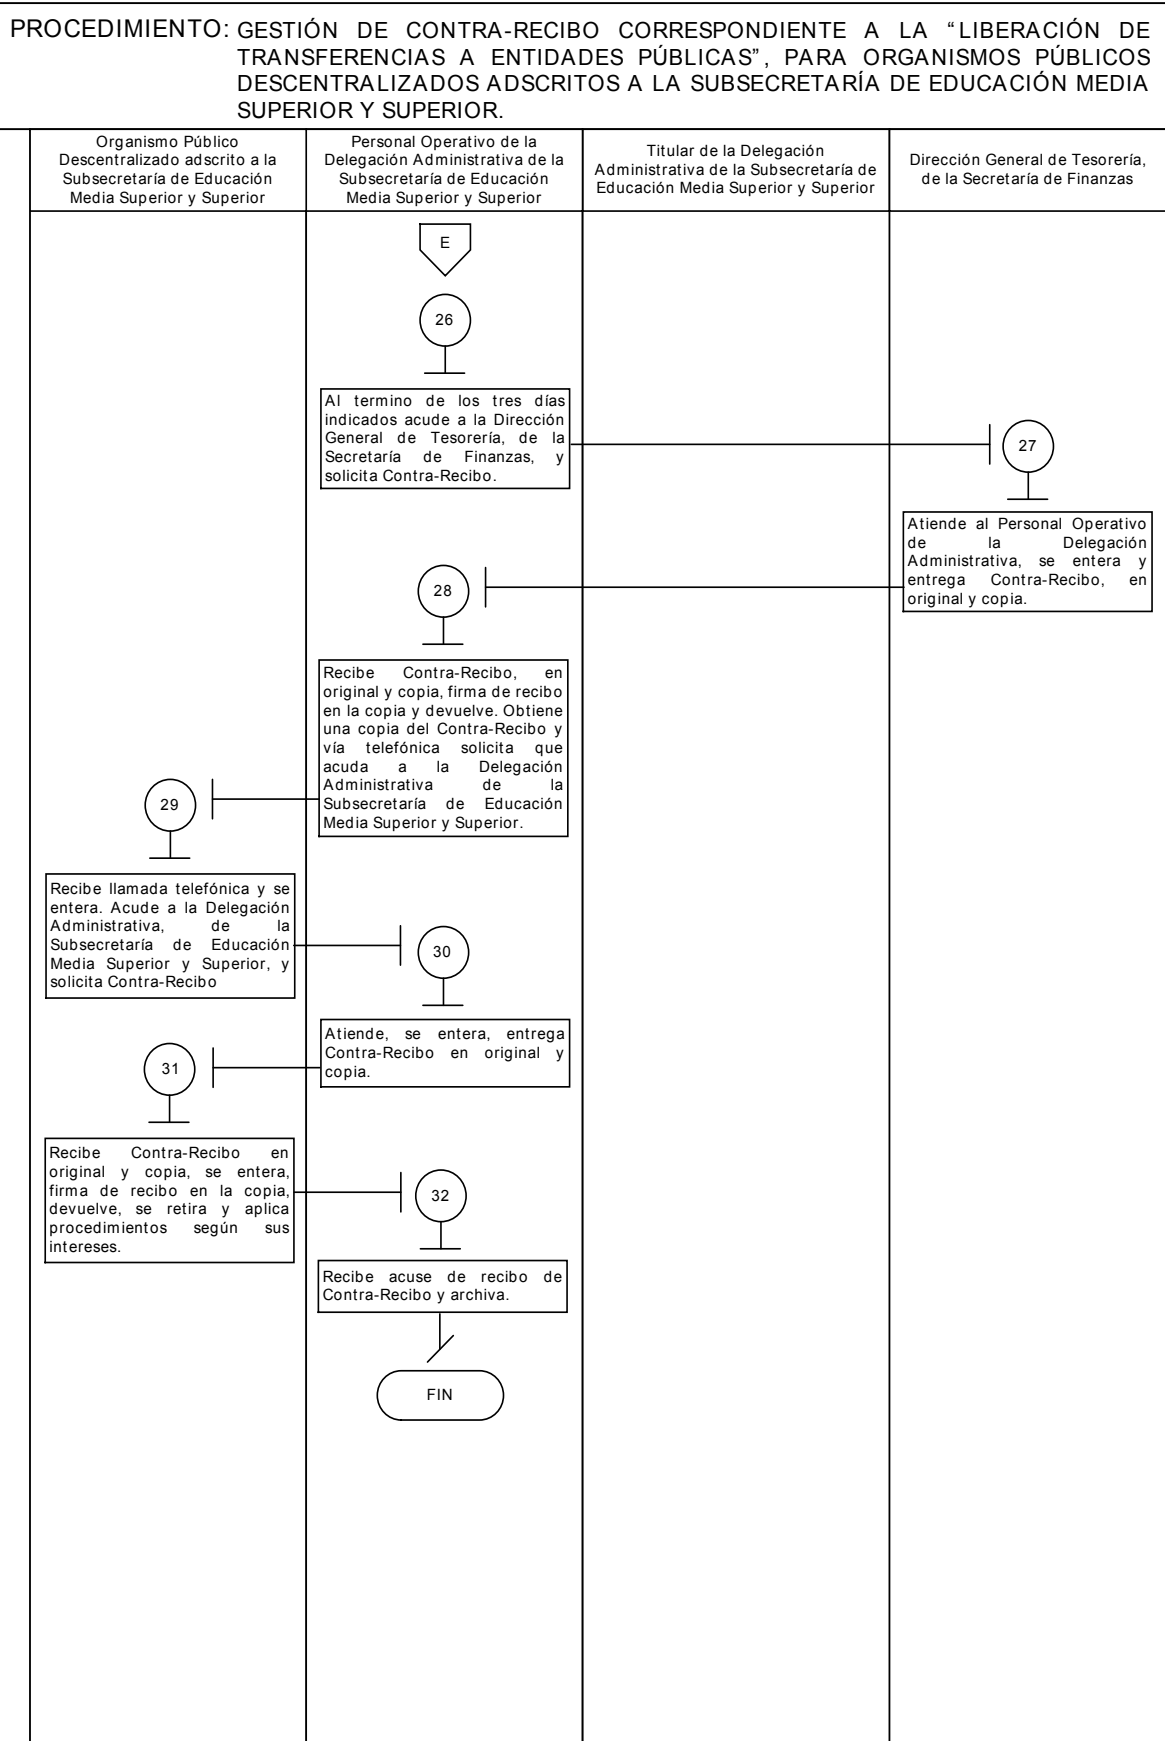 PROCEDIMIENTO: GESTIÓN DE CONTRA-RECIBO CORRESPONDIENTE A LA “LIBERACIÓN DE
TRANSFERENCIAS A ENTIDADES PÚBLICAS”, PARA ORGANISMOS PÚBLICOS
DESCENTRALIZADOS ADSCRITOS A LA SUBSECRETARÍA DE EDUCACIÓN MEDIA
SUPERIOR Y SUPERIOR.
Organismo Público
Descentralizado adscrito a la
Subsecretaría de Educación
Media Superior y Superior
Personal Operativo de la
Delegación Administrativa de la
Subsecretaría de Educación
Media Superior y Superior
Titular de la Delegación
Administrativa de la Subsecretaría de
Educación Media Superior y Superior
Dirección General de Tesorería,
de la Secretaría de Finanzas
E
26
Al termino de los tres días
indicados acude a la Dirección
General de Tesorería, de la
Secretaría de Finanzas, y
solicita Contra-Recibo.
27
Atiende al Personal Operativo
de la Delegación
Administrativa, se entera y
entrega Contra-Recibo, en
original y copia.
28
Recibe Contra-Recibo, en
original y copia, firma de recibo
en la copia y devuelve. Obtiene
una copia del Contra-Recibo y
vía telefónica solicita que
acuda a la Delegación
Administrativa de la
Subsecretaría de Educación
Media Superior y Superior.
29
Recibe llamada telefónica y se
entera. Acude a la Delegación
Administrativa, de la
Subsecretaría de Educación
Media Superior y Superior, y
solicita Contra-Recibo
30
Atiende, se entera, entrega
Contra-Recibo en original y
copia.
31
Recibe Contra-Recibo en
original y copia, se entera,
firma de recibo en la copia,
devuelve, se retira y aplica
procedimientos según sus
intereses.
32
Recibe acuse de recibo de
Contra-Recibo y archiva.
FIN